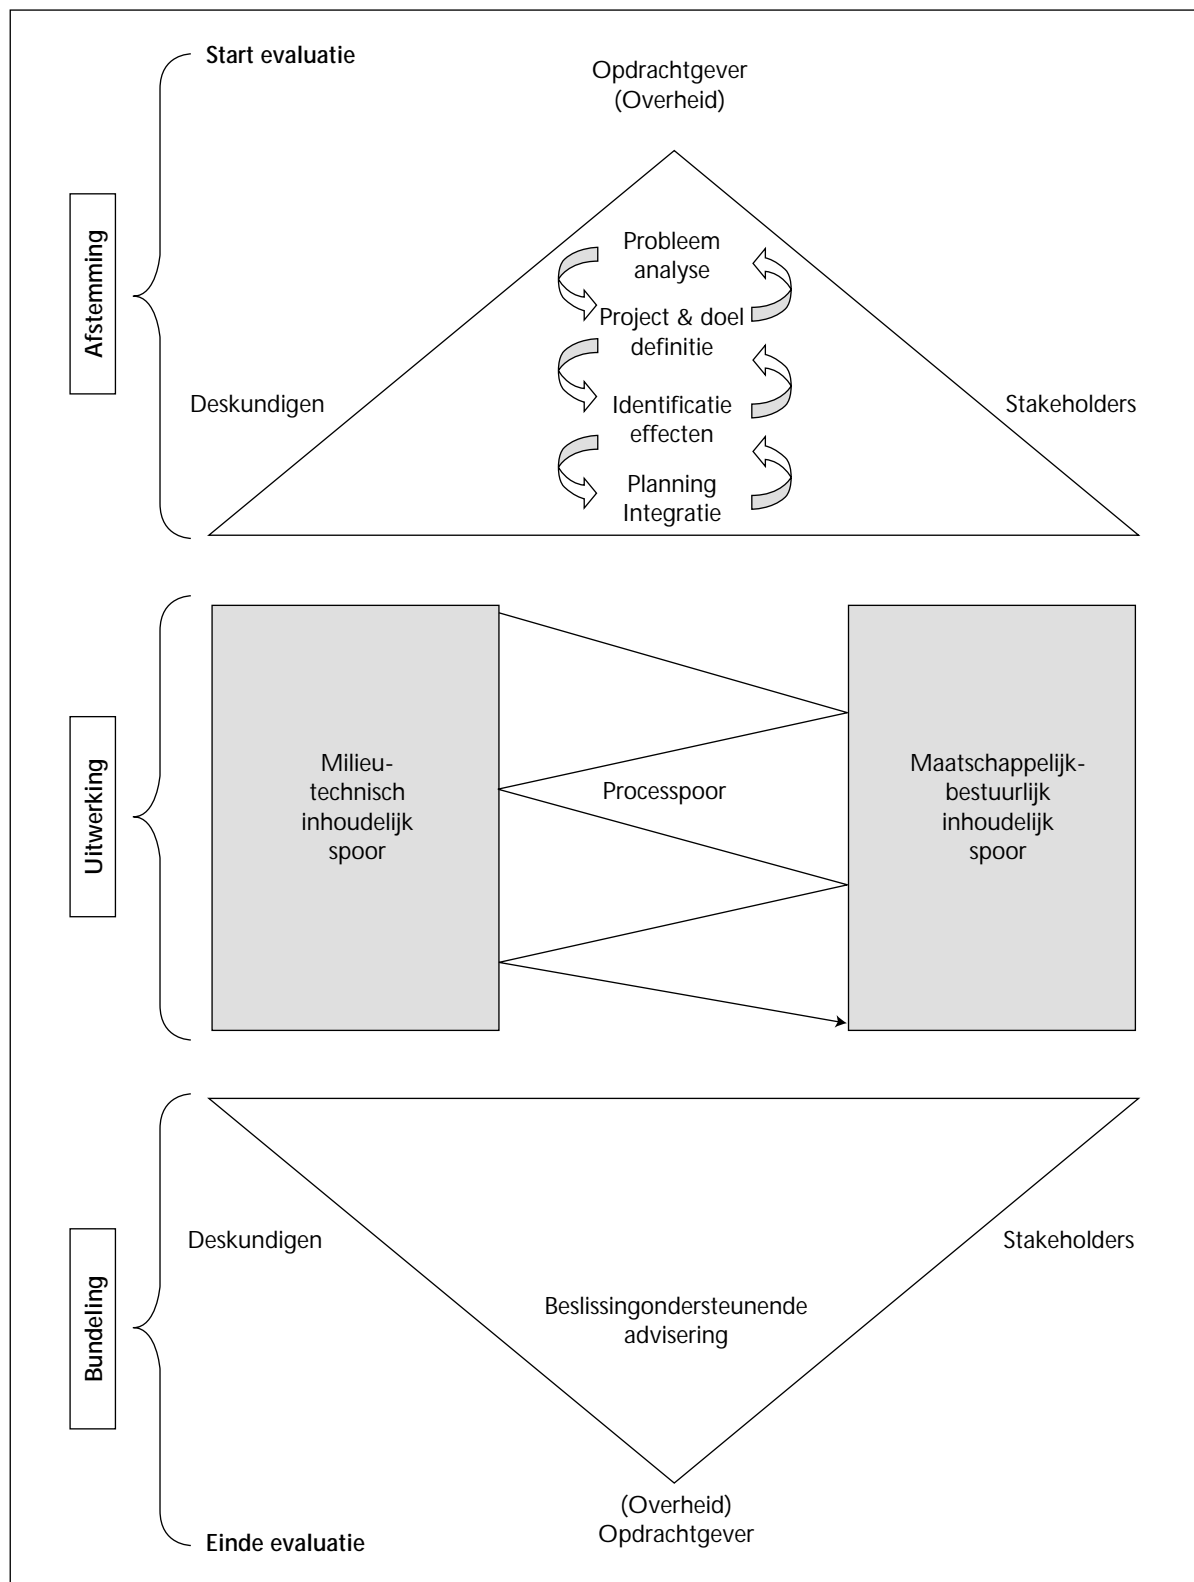 Start evaluatie
Opdrachtgever
(Overheid)
Afstemming
Probleem
analyse
Project & doel
definitie
Deskundigen
Stakeholders
Identificatie
effecten
Planning
Integratie
Uitwerking
Milieu-
technisch
inhoudelijk
spoor
Processpoor
Maatschappelijk-
bestuurlijk
inhoudelijk
spoor
Bundeling
Deskundigen
Stakeholders
Beslissingondersteunende
advisering
(Overheid)
Opdrachtgever
Einde evaluatie